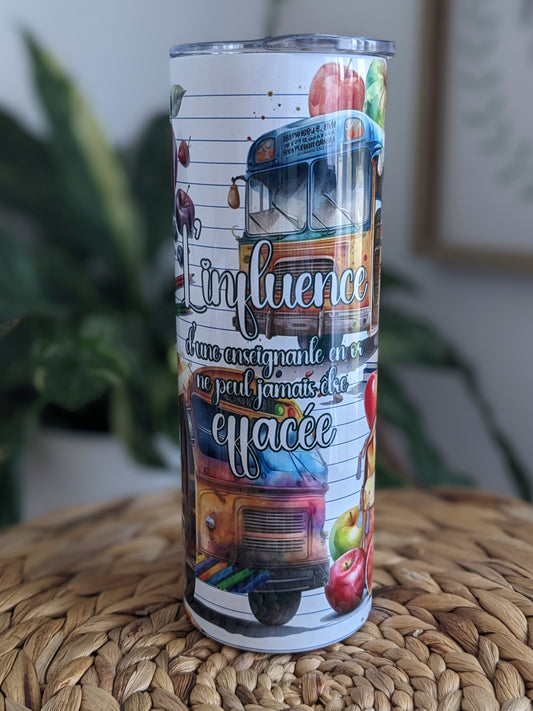 L'influence
d'une enseignante en or
ne peut jamais être
effacée